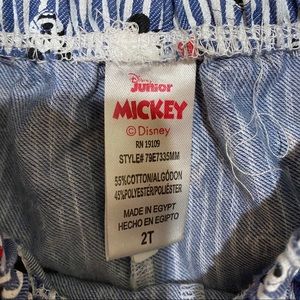 Disney
Junior
MICKEY
© Disney
RN 19109
STYLE# 79E7335MM
55%COTTON/ALGODON
45%POLYESTER/POLIÉSTER
MADE IN EGYPT
HECHO EN EGIPTO
2T